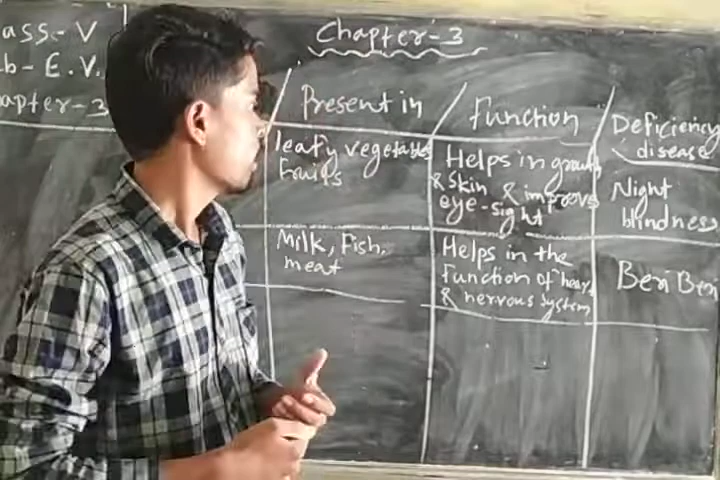 Chapter-3
ass-V
b-E.V.
apter-3
Present in
Function
Deficiency
disease
leafy vegetables
Fruits
Helps in growth
& skin & improve
eye-sight
Night
blindness
Milk, Fish,
meat
Helps in the
Function of heart
& nervous system
Beri Beri